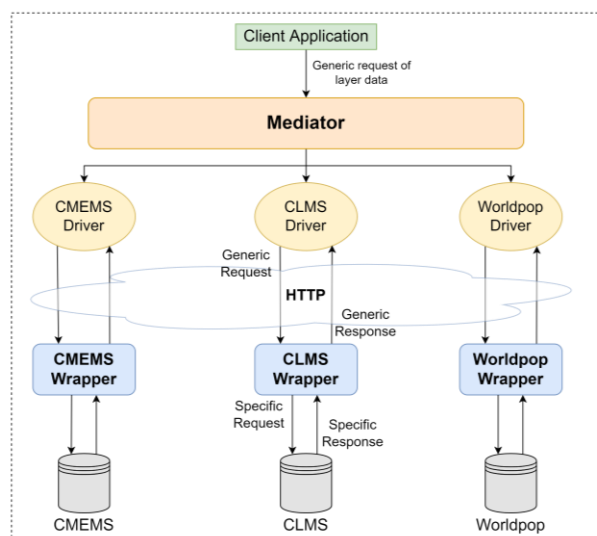 Client Application
Generic request of
layer data
Mediator
CMEMS
Driver
CLMS
Driver
Worldpop
Driver
Generic
Request
HTTP
Generic
Response
CMEMS
Wrapper
CLMS
Wrapper
Worldpop
Wrapper
Specific
Request
Specific
Response
CMEMS
CLMS
Worldpop